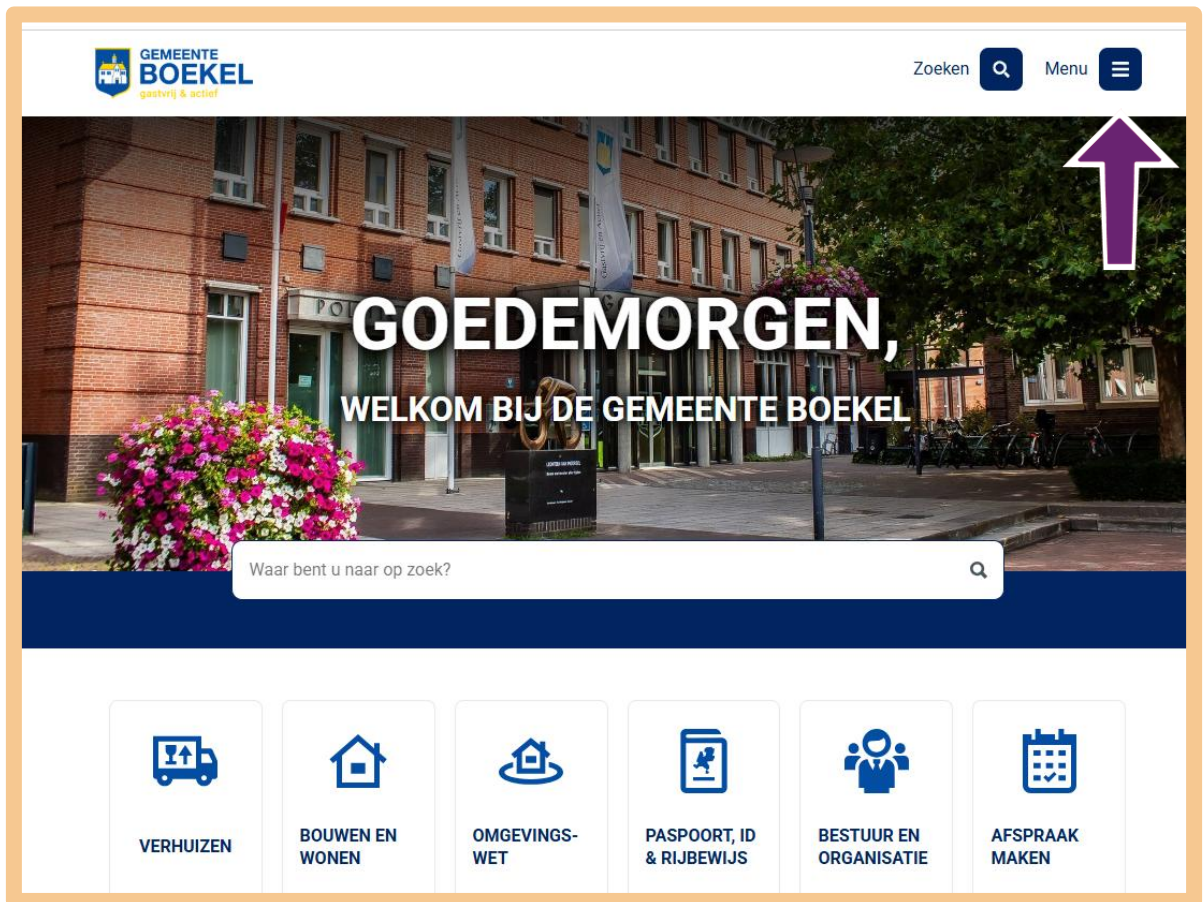 GEMEENTE
BOEKEL
gastvrij & actief
Zoeken
Menu
GOEDEMORGEN,
WELKOM BIJ DE GEMEENTE BOEKEL
Waar bent u naar op zoek?
VERHUIZEN
BOUWEN EN
WONEN
OMGEVINGS-
WET
PASPOORT, ID
& RIJBEWIJS
BESTUUR EN
ORGANISATIE
AFSPRAAK
MAKEN